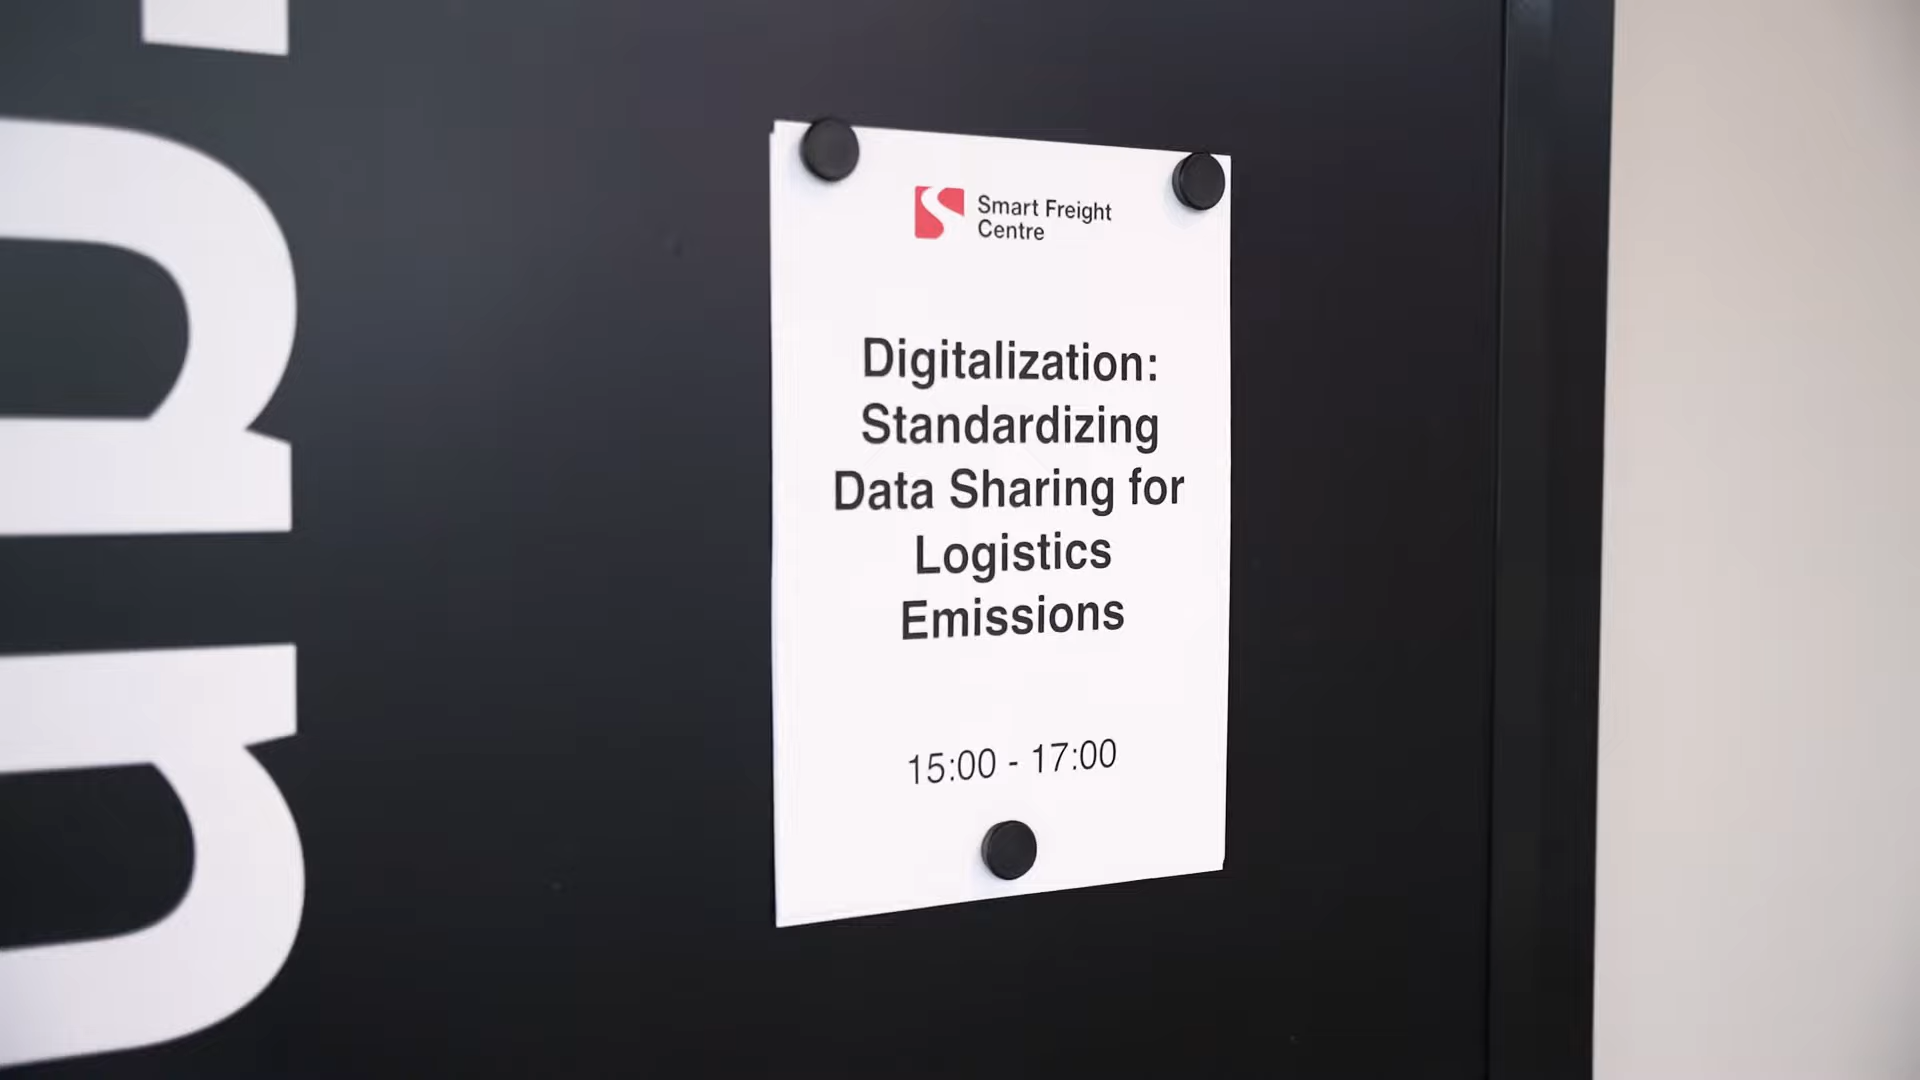 Smart Freight
Centre
Digitalization:
Standardizing
Data Sharing for
Logistics
Emissions
15:00 - 17:00